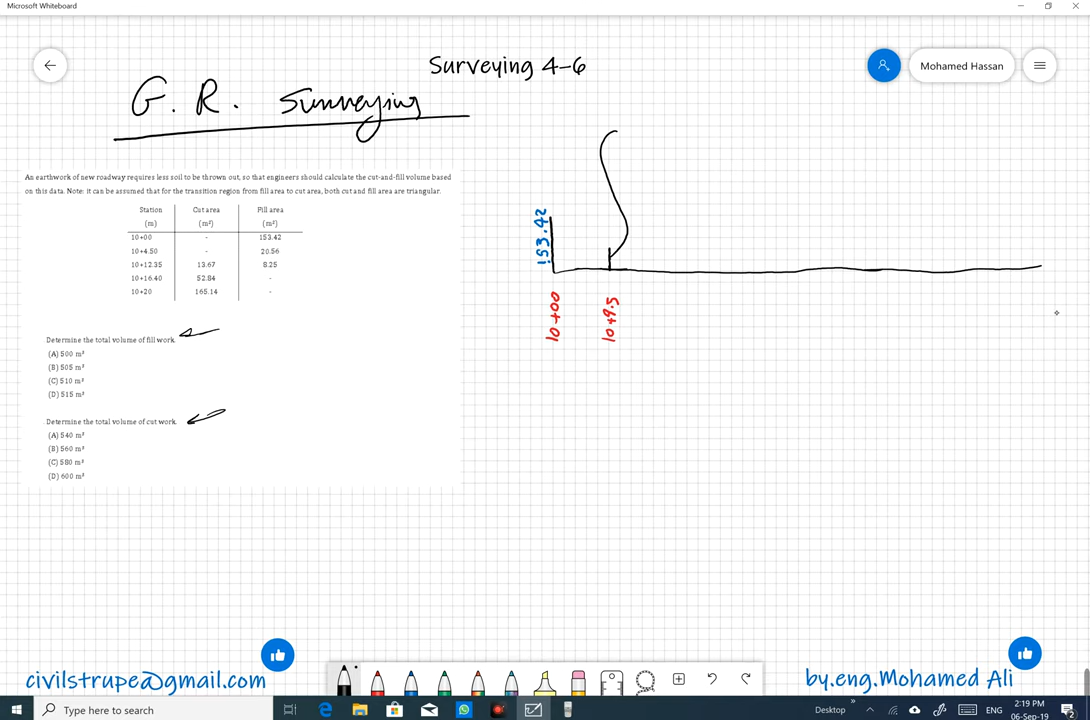 Microsoft Whiteboard
Surveying 4-6
Mohamed Hassan
G. R. Surveying
An earthwork of new roadway requires less soil to be thrown out, so that engineers should calculate the cut-and-fill volume based
on this data. Note: it can be assumed that for the transition region from fill area to cut area, both cut and fill area are triangular.
Station Cut area Fill area
(m) (m²) (m²)
10+00 - 153.42
10+4.50 - 20.56
10+12.35 13.67 8.25
10+16.40 52.84 -
10+20 165.14 -
153.42
10+00
10+9.5
Determine the total volume of fill work.
(A) 500 m³
(B) 505 m³
(C) 510 m³
(D) 515 m³
Determine the total volume of cut work.
(A) 540 m³
(B) 560 m³
(C) 580 m³
(D) 600 m³
civilstrupe@gmail.com
by.eng.Mohamed Ali
Type here to search
Desktop
ENG
2:19 PM
06-Sep-19
2